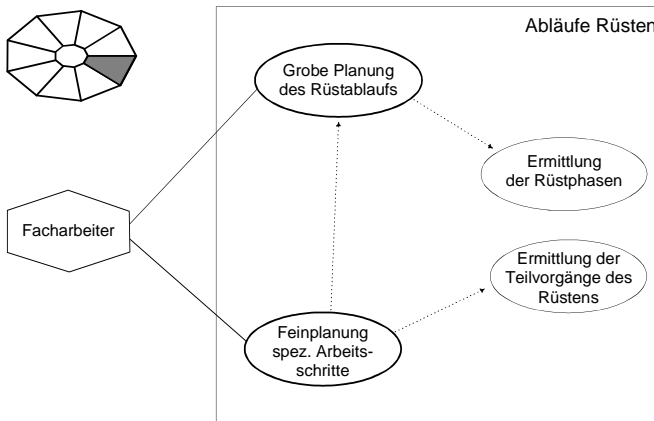 Abläufe Rüsten
Grobe Planung
des Rüstablaufs
Ermittlung
der Rüstphasen
Facharbeiter
Ermittlung der
Teilvorgänge des
Rüstens
Feinplanung
spez. Arbeits-
schritte